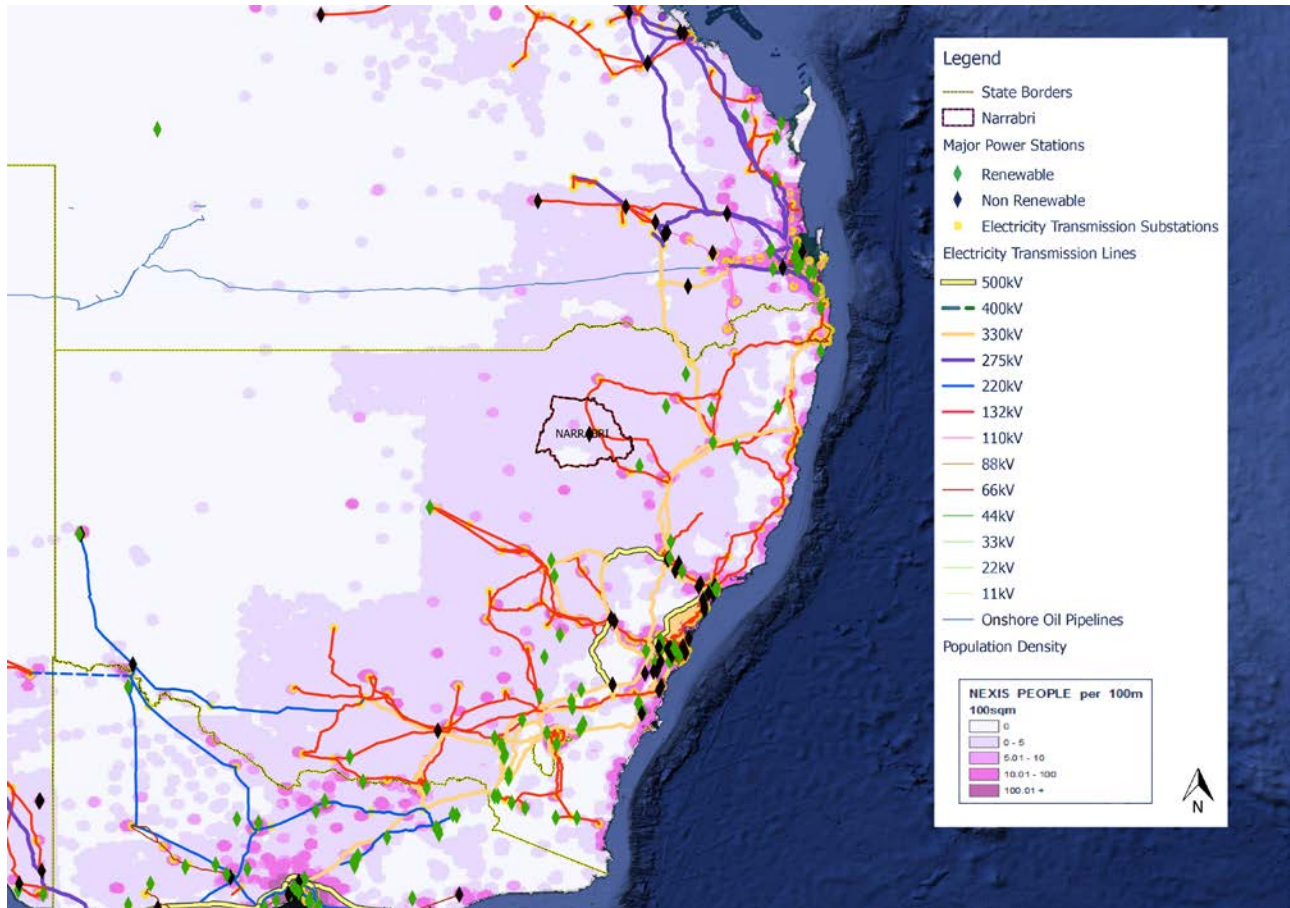 NARRABRI
Legend
State Borders
Narrabri
Major Power Stations
Renewable
Non Renewable
Electricity Transmission Substations
Electricity Transmission Lines
500kV
400kV
330kV
275kV
220kV
132kV
110kV
88kV
66kV
44kV
33kV
22kV
11kV
Onshore Oil Pipelines
Population Density
NEXIS PEOPLE per 100m
100sqm
0
0 - 5
5.01 - 10
10.01 - 100
100.01 +
N